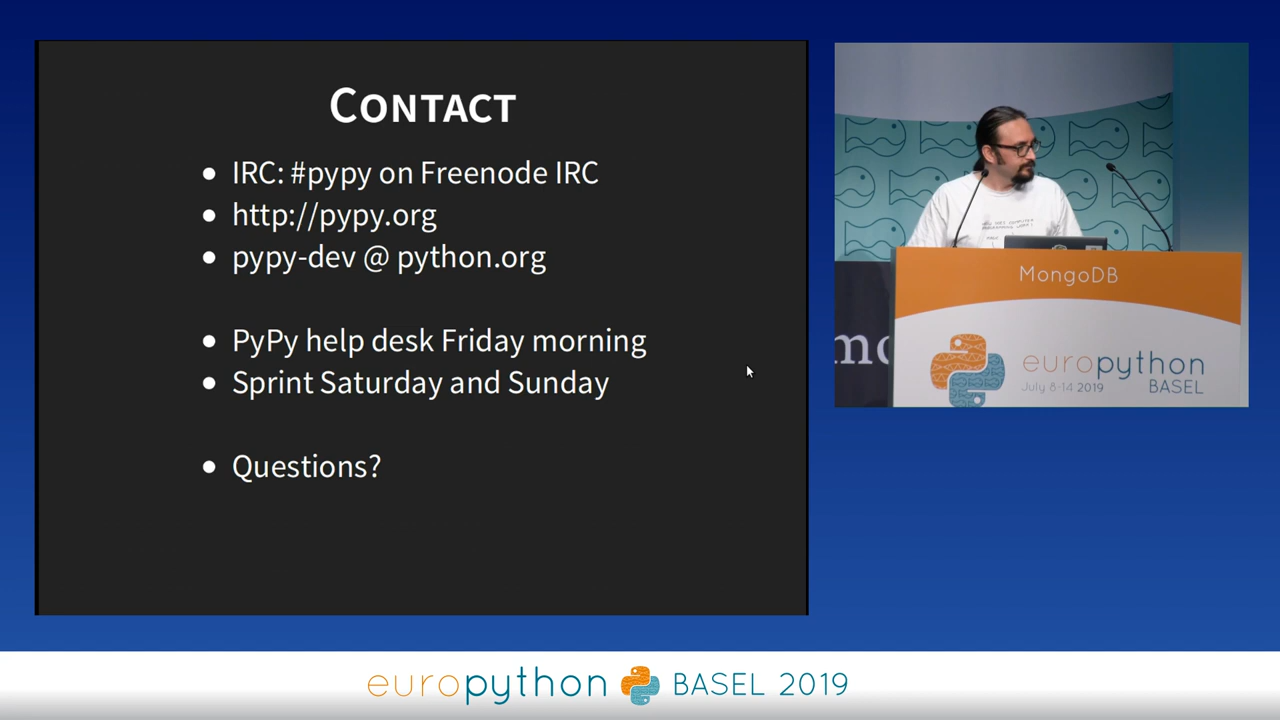 CONTACT
IRC: #pypy on Freenode IRC
http://pypy.org
pypy-dev @ python.org
PyPy help desk Friday morning
Sprint Saturday and Sunday
Questions?
MongoDB
europython
July 8-14 2019 BASEL
europython BASEL 2019